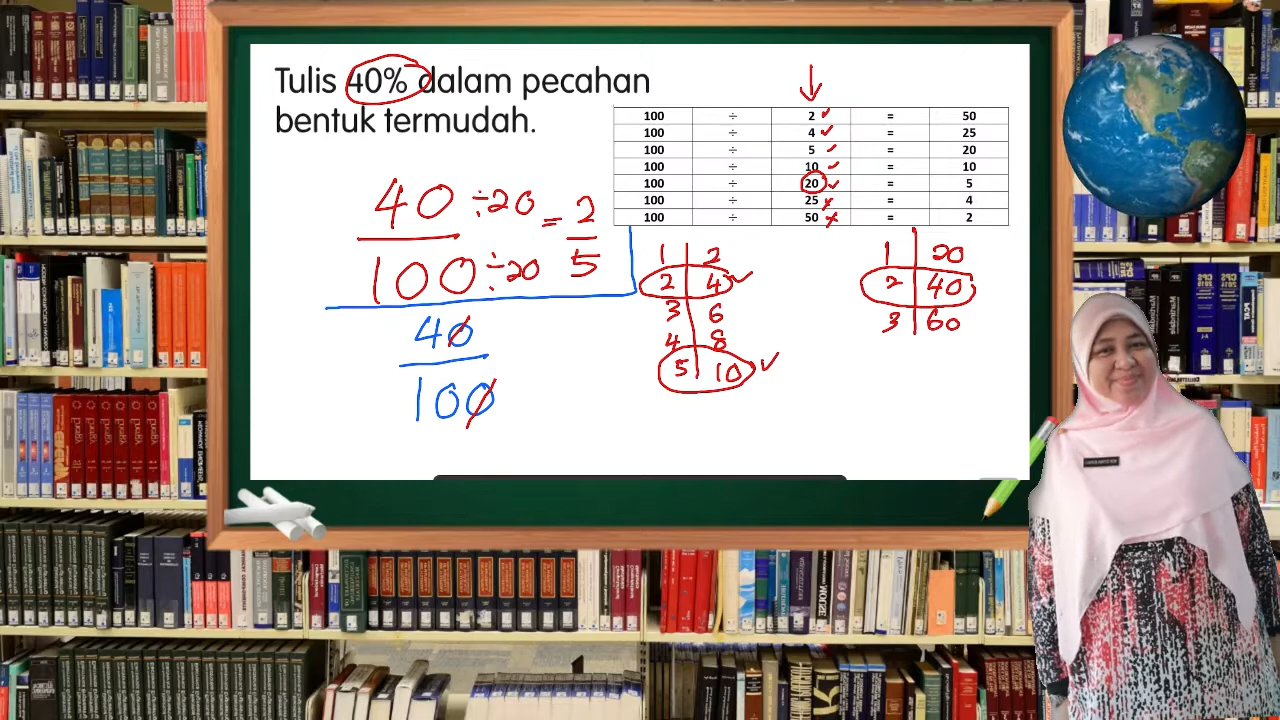 Tulis 40% dalam pecahan
bentuk termudah.
100 ÷ 2 ✓ = 50
100 ÷ 4 ✓ = 25
100 ÷ 5 ✓ = 20
100 ÷ 10 ✓ = 10
100 ÷ 20 ✓ = 5
100 ÷ 25 ✗ = 4
100 ÷ 50 ✗ = 2
40 ÷20
100 ÷20
= 2
5
40
100
1 2
2 4 ✓
3 6
4 8
5 10 ✓
1 20
2 40
3 60